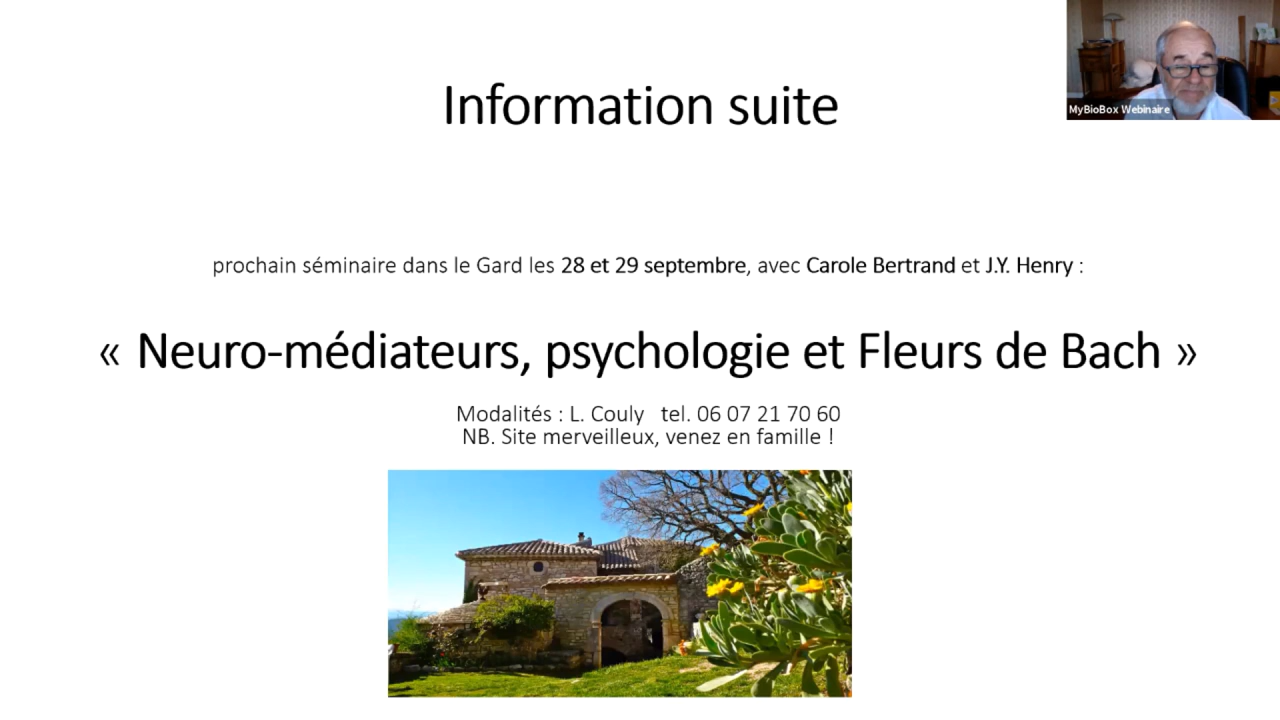 Information suite
MyBioBox Webinaire
prochain séminaire dans le Gard les 28 et 29 septembre, avec Carole Bertrand et J.Y. Henry :
« Neuro-médiateurs, psychologie et Fleurs de Bach »
Modalités : L. Couly   tel. 06 07 21 70 60
NB. Site merveilleux, venez en famille !